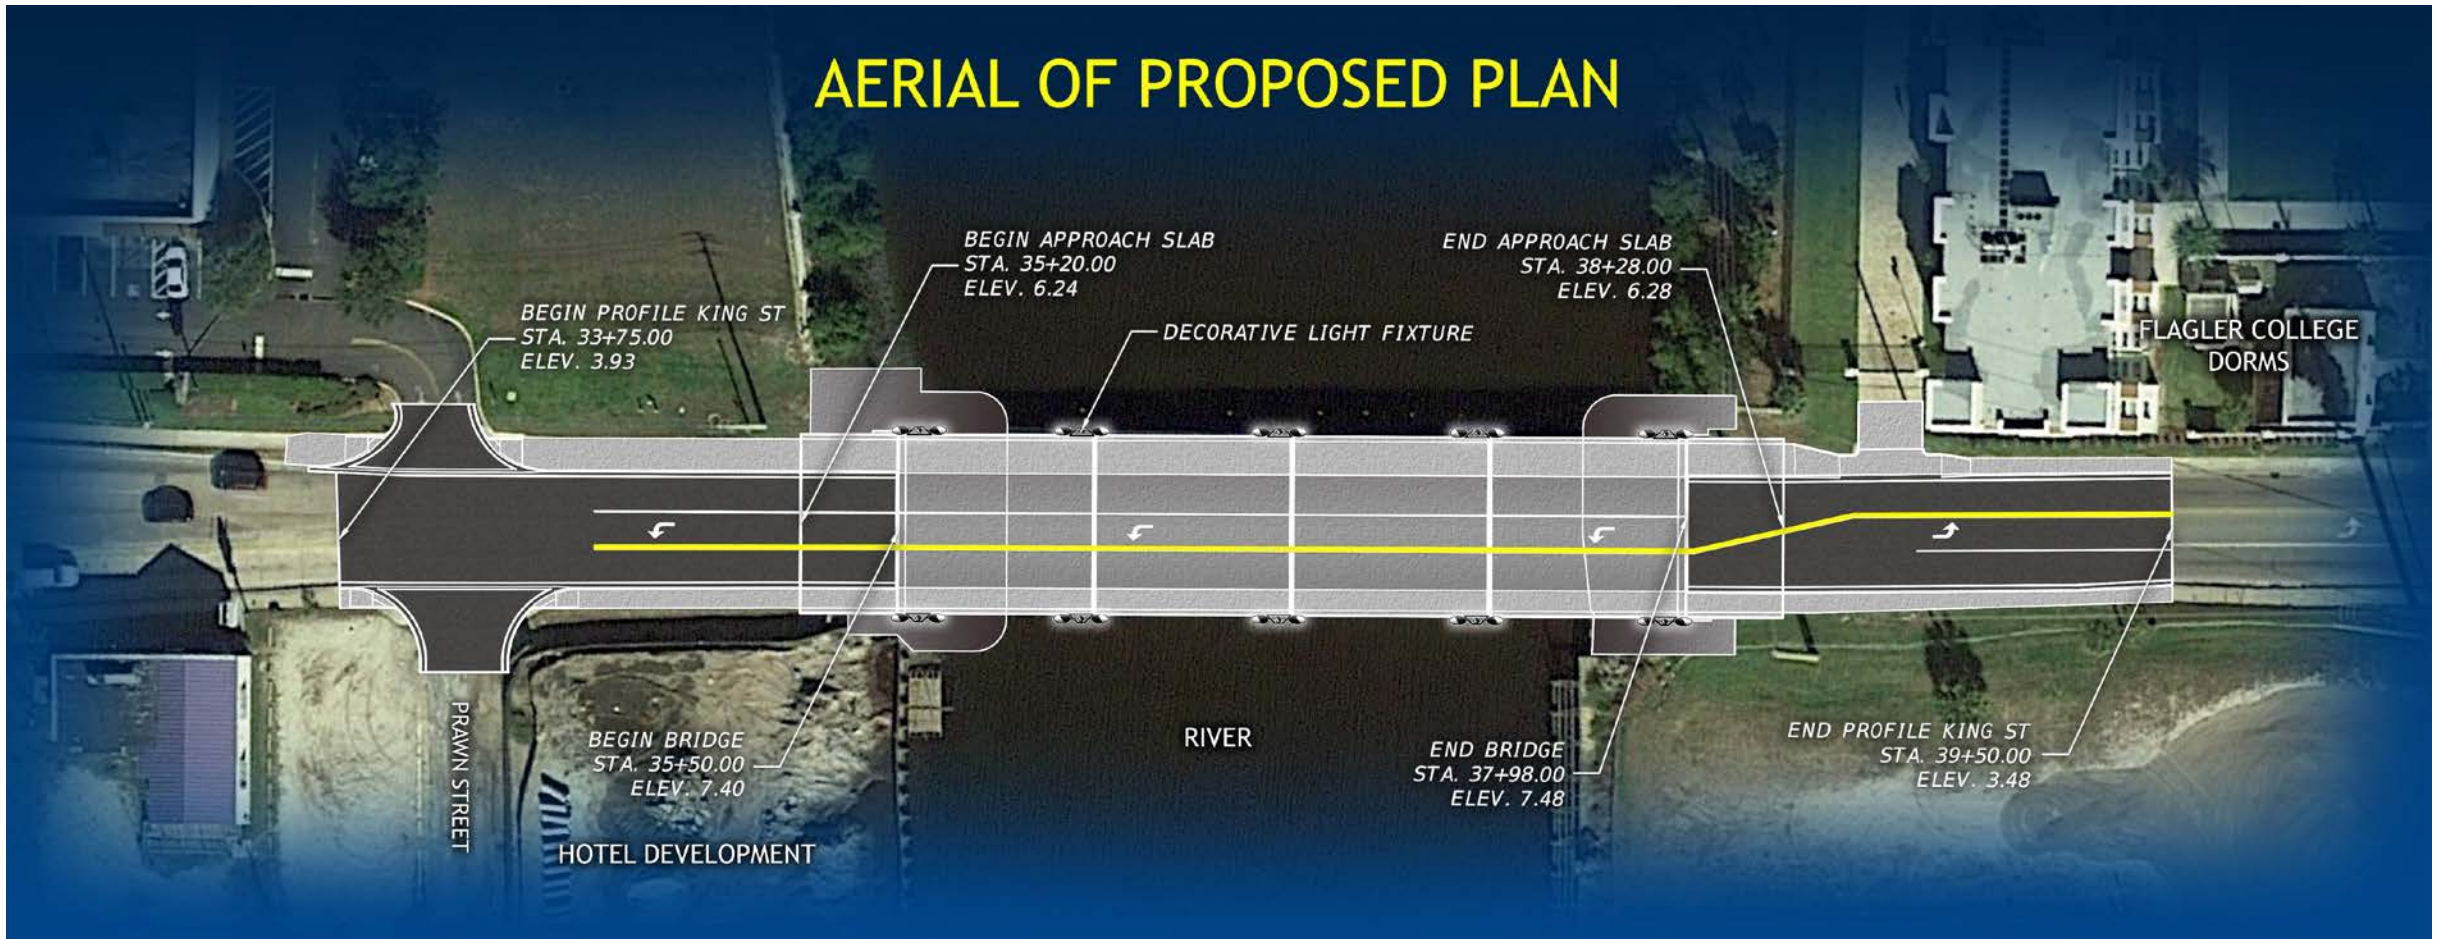 AERIAL OF PROPOSED PLAN
BEGIN APPROACH SLAB
STA. 35+20.00
ELEV. 6.24
END APPROACH SLAB
STA. 38+28.00
ELEV. 6.28
BEGIN PROFILE KING ST
STA. 33+75.00
ELEV. 3.93
DECORATIVE LIGHT FIXTURE
FLAGLER COLLEGE
DORMS
PRAWN STREET
BEGIN BRIDGE
STA. 35+50.00
ELEV. 7.40
HOTEL DEVELOPMENT
RIVER
END BRIDGE
STA. 37+98.00
ELEV. 7.48
END PROFILE KING ST
STA. 39+50.00
ELEV. 3.48